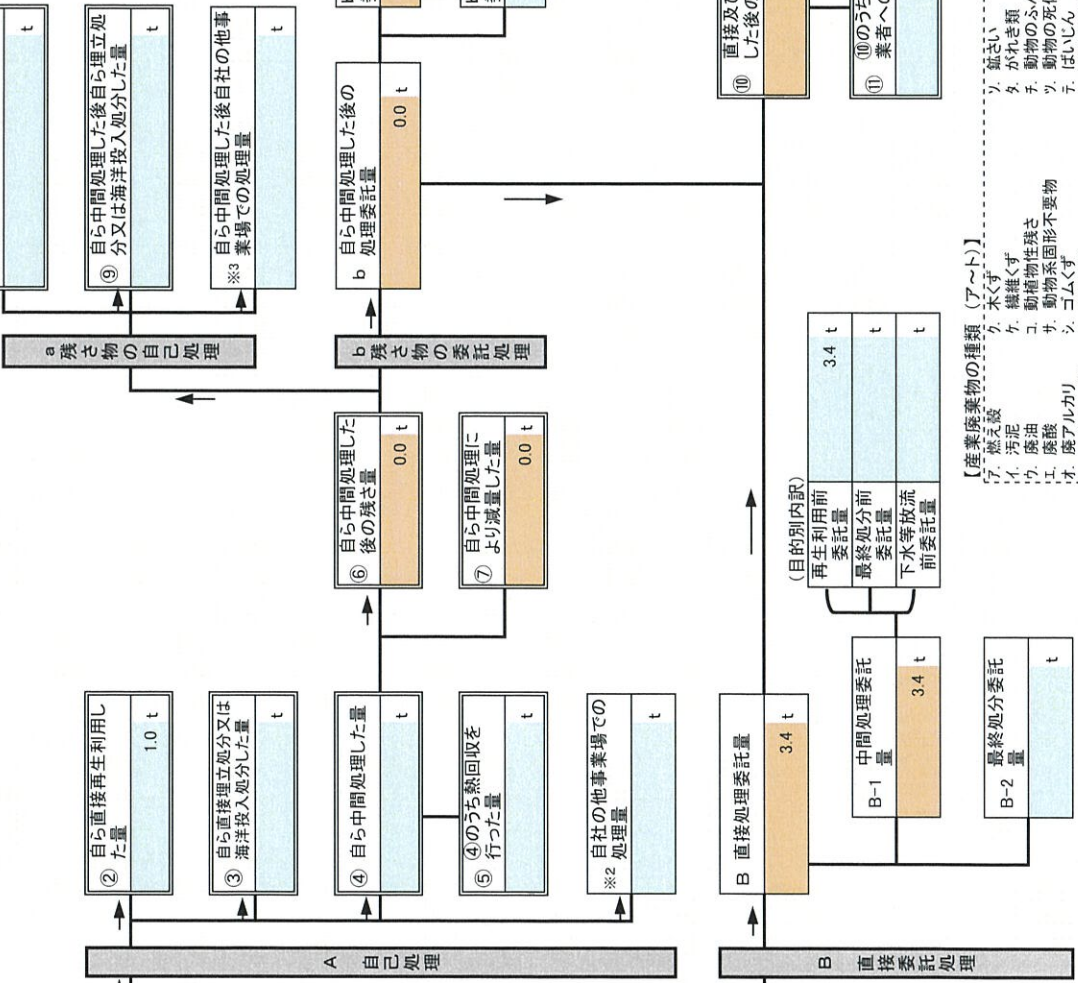 A 自己処理
② 自ら直接再生利用し
た量
1.0 t
③ 自ら直接埋立処分又は
海洋投入処分した量
t
④ 自ら中間処理した量
t
⑤ ④のうち熱回収を
行った量
t
※2 自社の他事業場での
処理量
t
⑥ 自ら中間処理した
後の残さ量
0.0 t
⑦ 自ら中間処理に
より減量した量
0.0 t
a 残さ物の自己処理
t
⑨ 自ら中間処理した後自ら埋立処
分又は海洋投入処分した量
t
※3 自ら中間処理した後自社の他事
業場での処理量
t
b 残さ物の委託処理
b 自ら中間処理した後の
処理委託量
0.0 t
B 直接委託処理
B 直接処理委託量
3.4 t
B-1 中間処理委託
量
3.4 t
B-2 最終処分委託
量
t
(目的別内訳)
再生利用前
委託量
3.4 t
最終処分前
委託量
t
下水等放流
前委託量
t
⑩ 直接及び
した後の
⑪ ⑩のうち
業者への
【産業廃棄物の種類 (ア〜ト)】
ア. 燃え殻
イ. 汚泥
ウ. 廃油
エ. 廃酸
オ. 廃アルカリ
ク. 木くず
ケ. 繊維くず
コ. 動植物性残さ
サ. 動物系固形不要物
シ. ゴムくず
ソ. 鉱さい
タ. がれき類
チ. 動物のふん
ツ. 動物の死
テ. ばいじん